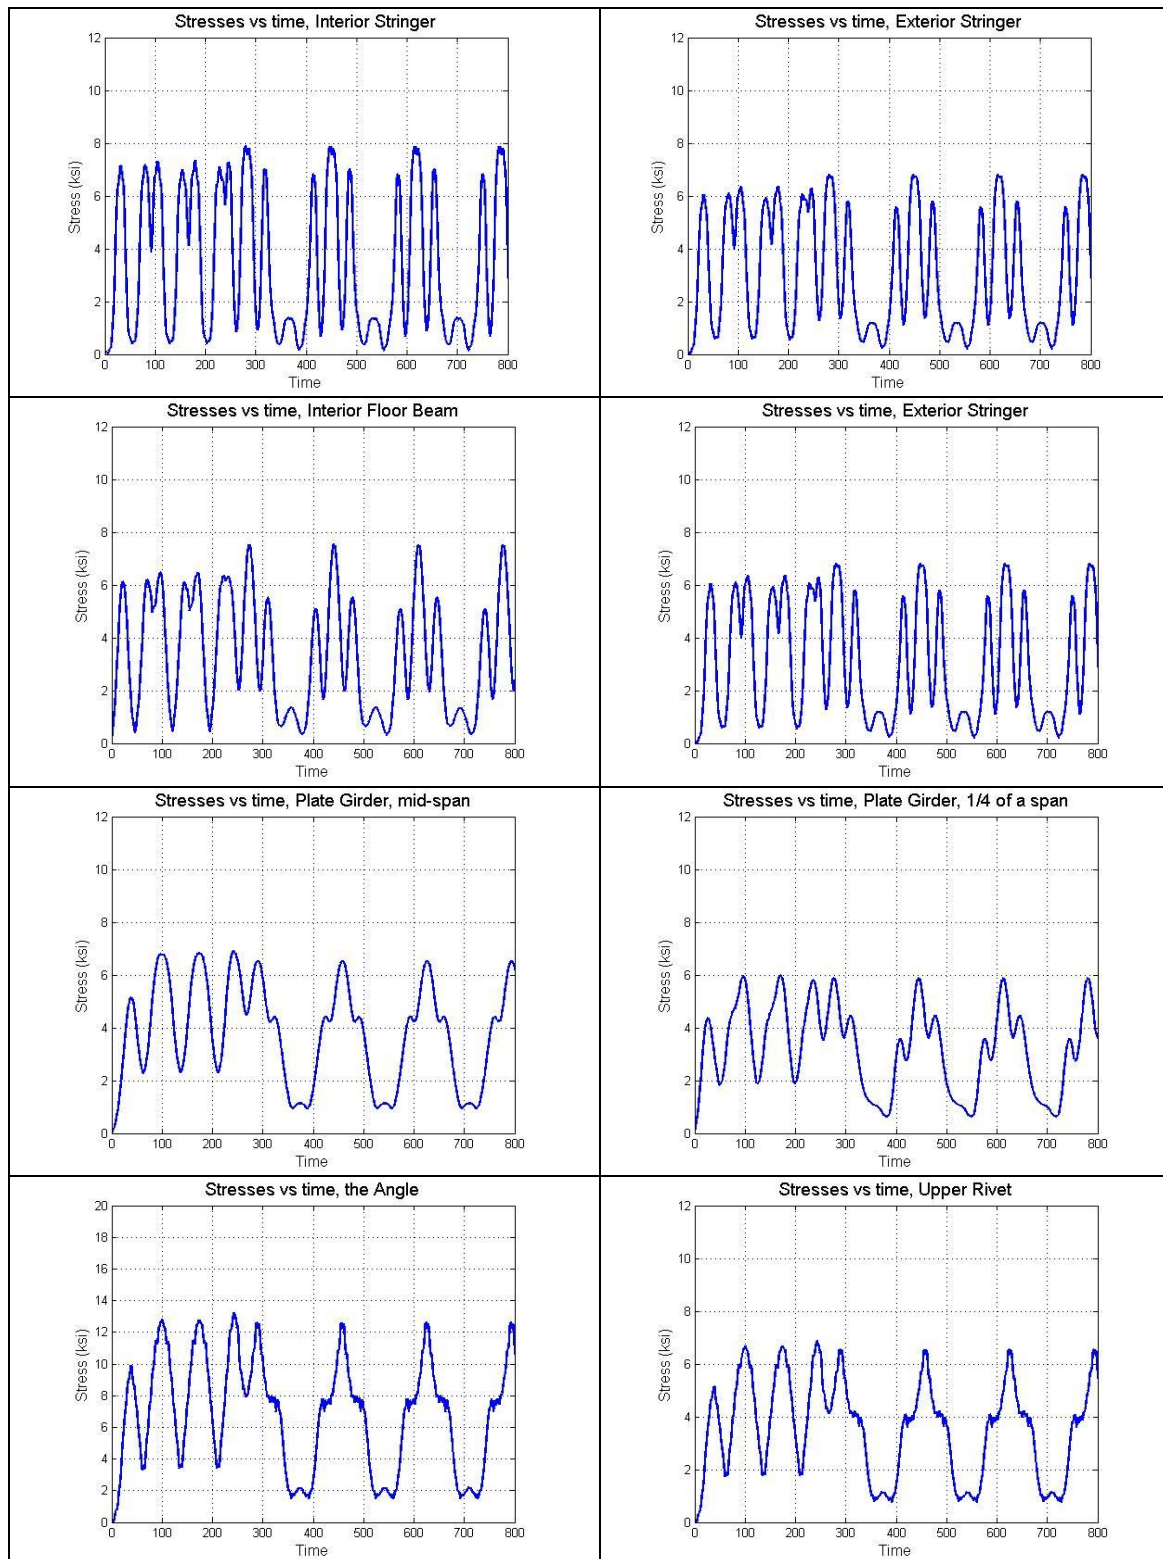 Stresses vs time, Interior Stringer
12
10
8
6
4
2
0
Stress (ksi)
0 100 200 300 400 500 600 700 800
Time
Stresses vs time, Exterior Stringer
12
10
8
6
4
2
0
Stress (ksi)
0 100 200 300 400 500 600 700 800
Time
Stresses vs time, Interior Floor Beam
12
10
8
6
4
2
0
Stress (ksi)
0 100 200 300 400 500 600 700 800
Time
Stresses vs time, Exterior Stringer
12
10
8
6
4
2
0
Stress (ksi)
0 100 200 300 400 500 600 700 800
Time
Stresses vs time, Plate Girder, mid-span
12
10
8
6
4
2
0
Stress (ksi)
0 100 200 300 400 500 600 700 800
Time
Stresses vs time, Plate Girder, 1/4 of a span
12
10
8
6
4
2
0
Stress (ksi)
0 100 200 300 400 500 600 700 800
Time
Stresses vs time, the Angle
20
18
16
14
12
10
8
6
4
2
0
Stress (ksi)
0 100 200 300 400 500 600 700 800
Time
Stresses vs time, Upper Rivet
12
10
8
6
4
2
0
Stress (ksi)
0 100 200 300 400 500 600 700 800
Time